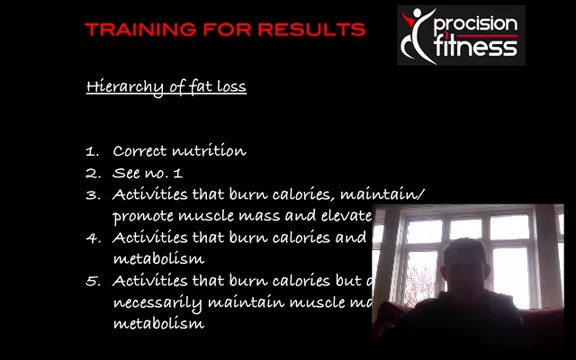 TRAINING FOR RESULTS
procision
fitness
Hierarchy of fat loss
1. Correct nutrition
2. See no. 1
3. Activities that burn calories, maintain/
promote muscle mass and elevate
4. Activities that burn calories and
metabolism
5. Activities that burn calories but
necessarily maintain muscle
metabolism